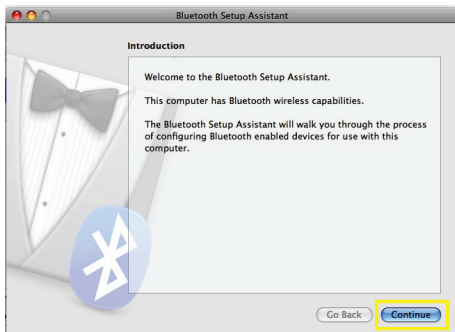 Bluetooth Setup Assistant
Introduction
Welcome to the Bluetooth Setup Assistant.
This computer has Bluetooth wireless capabilities.
The Bluetooth Setup Assistant will walk you through the process
of configuring Bluetooth enabled devices for use with this
computer.
Go Back
Continue